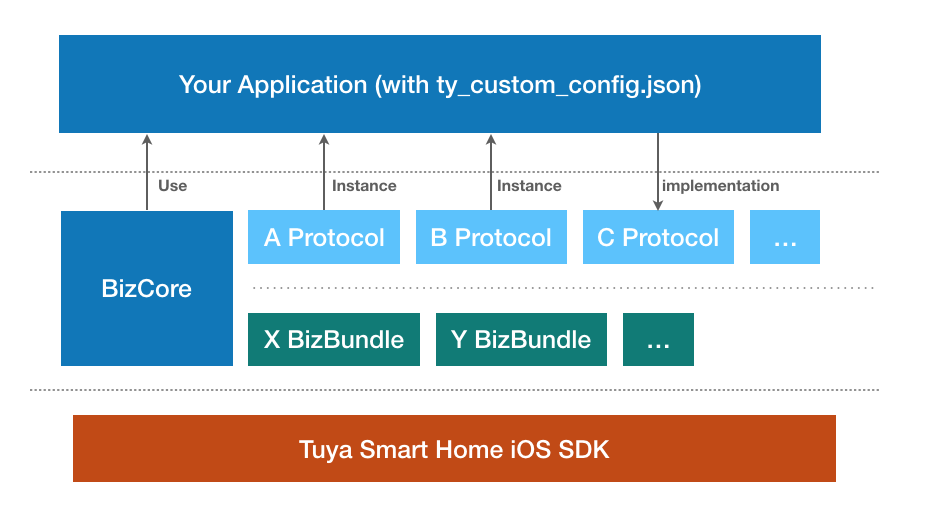 Your Application (with ty_custom_config.json)
Use
Instance
Instance
implementation
A Protocol
B Protocol
C Protocol
...
BizCore
X BizBundle
Y BizBundle
...
Tuya Smart Home iOS SDK